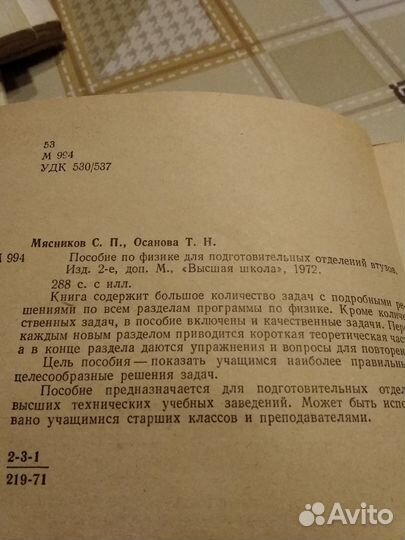 53
М 994
УДК 530/537
Мясников С. П., Осанова Т. Н.
М 994 Пособие по физике для подготовительных отделений втузов.
Изд. 2-е, доп. М., «Высшая школа», 1972.
288 с. с илл.
Книга содержит большое количество задач с подробными ре-
шениями по всем разделам программы по физике. Кроме количе
ственных задач, в пособие включены и качественные задачи. Пер
каждым новым разделом приводится короткая теоретическая час
а в конце раздела даются упражнения и вопросы для повторен
Цель пособия — показать учащимся наиболее правильн
целесообразные решения задач.
Пособие предназначается для подготовительных отдел
высших технических учебных заведений. Может быть исполь
вано учащимися старших классов и преподавателями.
2-3-1
219-71
Avito